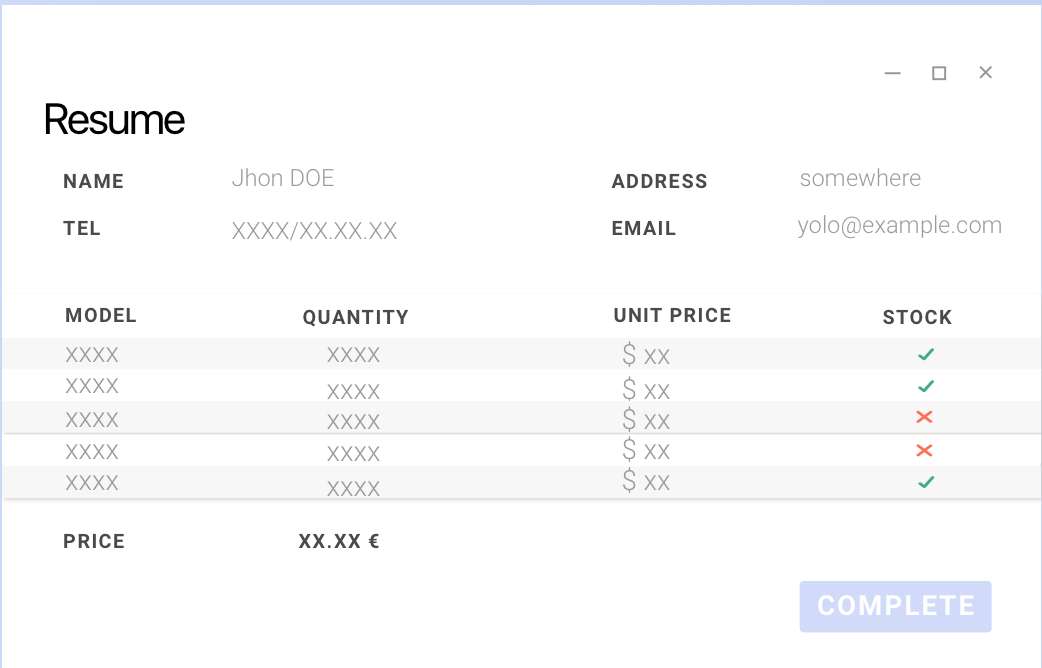 Resume
NAME Jhon DOE ADDRESS somewhere
TEL XXXX/XX.XX.XX EMAIL yolo@example.com
MODEL QUANTITY UNIT PRICE STOCK
XXXX XXXX $ xx
XXXX XXXX $ xx
XXXX XXXX $ xx
XXXX XXXX $ xx
XXXX XXXX $ xx
PRICE XX.XX €
COMPLETE